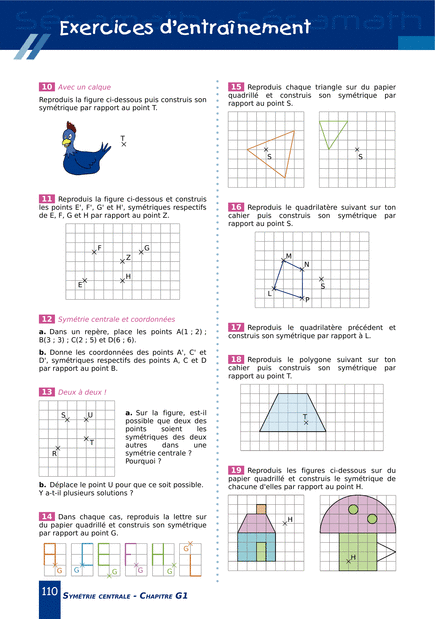 Sésamath Sésamath
Exercices d'entraînement
10 Avec un calque
Reproduis la figure ci-dessous puis construis son
symétrique par rapport au point T.
T
11 Reproduis la figure ci-dessous et construis
les points E', F', G' et H', symétriques respectifs
de E, F, G et H par rapport au point Z.
F
G
Z
E
H
12 Symétie centrale et coordonnées
a. Dans un repère, place les points A(1 ; 2) ;
B(3 ; 3) ; C(2 ; 5) et D(6 ; 6).
b. Donne les coordonnées des points A', C' et
D', symétriques respectifs des points A, C et D
par rapport au point B.
13 Deux à deux !
S
U
T
R
a. Sur la figure, est-il
possible que deux des
points soient les
symétriques des deux
autres dans une
symétrie centrale ?
Pourquoi ?
b. Déplace le point U pour que ce soit possible.
Y a-t-il plusieurs solutions ?
14 Dans chaque cas, reproduis la lettre sur
du papier quadrillé et construis son symétrique
par rapport au point G.
G G G G G G
15 Reproduis chaque triangle sur du papier
quadrillé et construis son symétrique par
rapport au point S.
S
S
16 Reproduis le quadrilatère suivant sur ton
cahier puis construis son symétrique par
rapport au point S.
M
N
S
L
P
17 Reproduis le quadrilatère précédent et
construis son symétrique par rapport à L.
18 Reproduis le polygone suivant sur ton
cahier puis construis son symétrique par
rapport au point T.
T
19 Reproduis les figures ci-dessous sur du
papier quadrillé et construis le symétrique de
chacune d'elles par rapport au point H.
H
H
110 Symétrie centrale - Chapitre G1